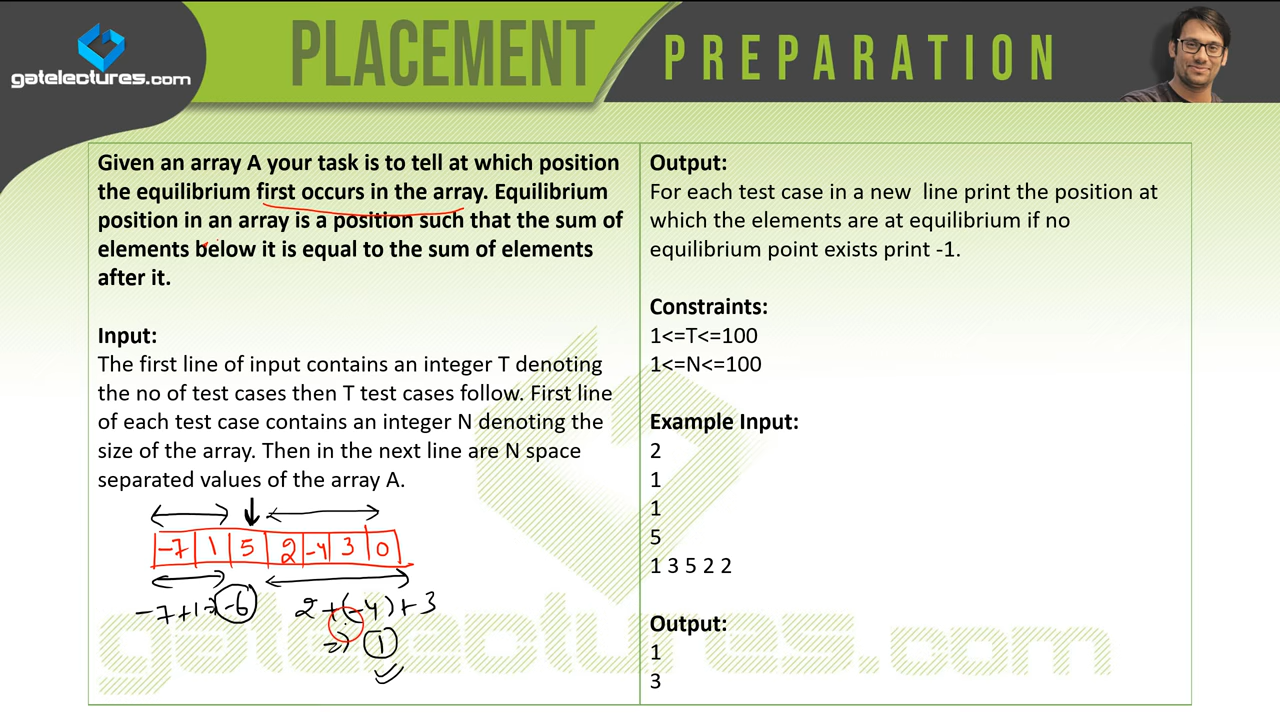 gatelectures.com
PLACEMENT PREPARATION
Given an array A your task is to tell at which position
the equilibrium first occurs in the array. Equilibrium
position in an array is a position such that the sum of
elements below it is equal to the sum of elements
after it.
Input:
The first line of input contains an integer T denoting
the no of test cases then T test cases follow. First line
of each test case contains an integer N denoting the
size of the array. Then in the next line are N space
separated values of the array A.
-7 1 5 2 -4 3 0
-7+1 -6 2+(-4)+3
⇒ 1
Output:
For each test case in a new line print the position at
which the elements are at equilibrium if no
equilibrium point exists print -1.
Constraints:
1<=T<=100
1<=N<=100
Example Input:
2
1
1
5
1 3 5 2 2
Output:
1
3
gatelectures.com